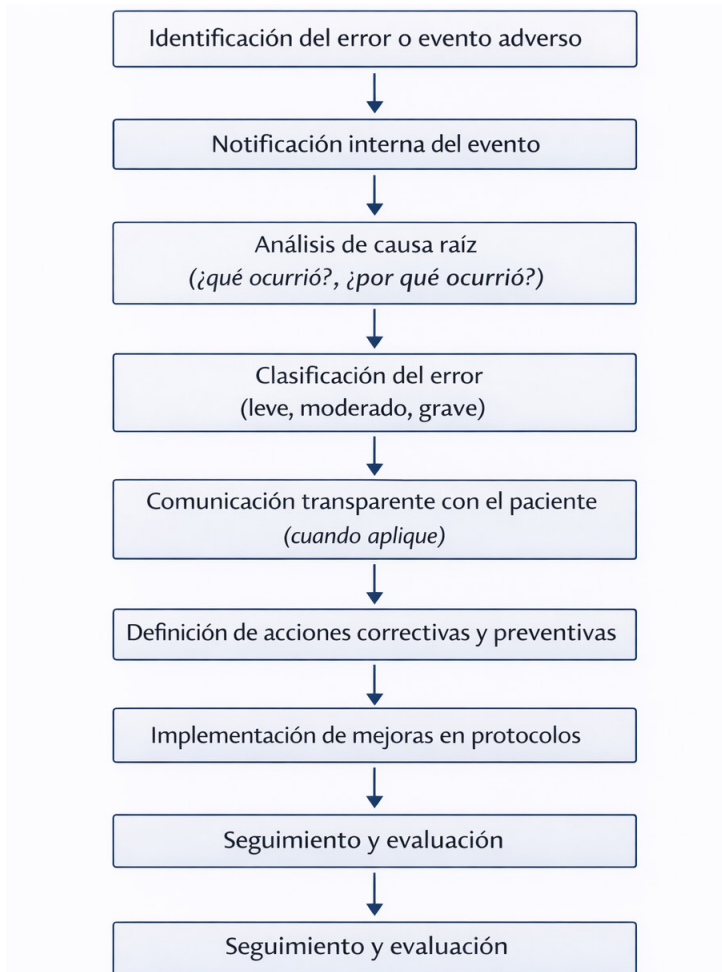 Identificación del error o evento adverso
Notificación interna del evento
Análisis de causa raíz
(¿qué ocurrió?, ¿por qué ocurrió?)
Clasificación del error
(leve, moderado, grave)
Comunicación transparente con el paciente
(cuando aplique)
Definición de acciones correctivas y preventivas
Implementación de mejoras en protocolos
Seguimiento y evaluación
Seguimiento y evaluación